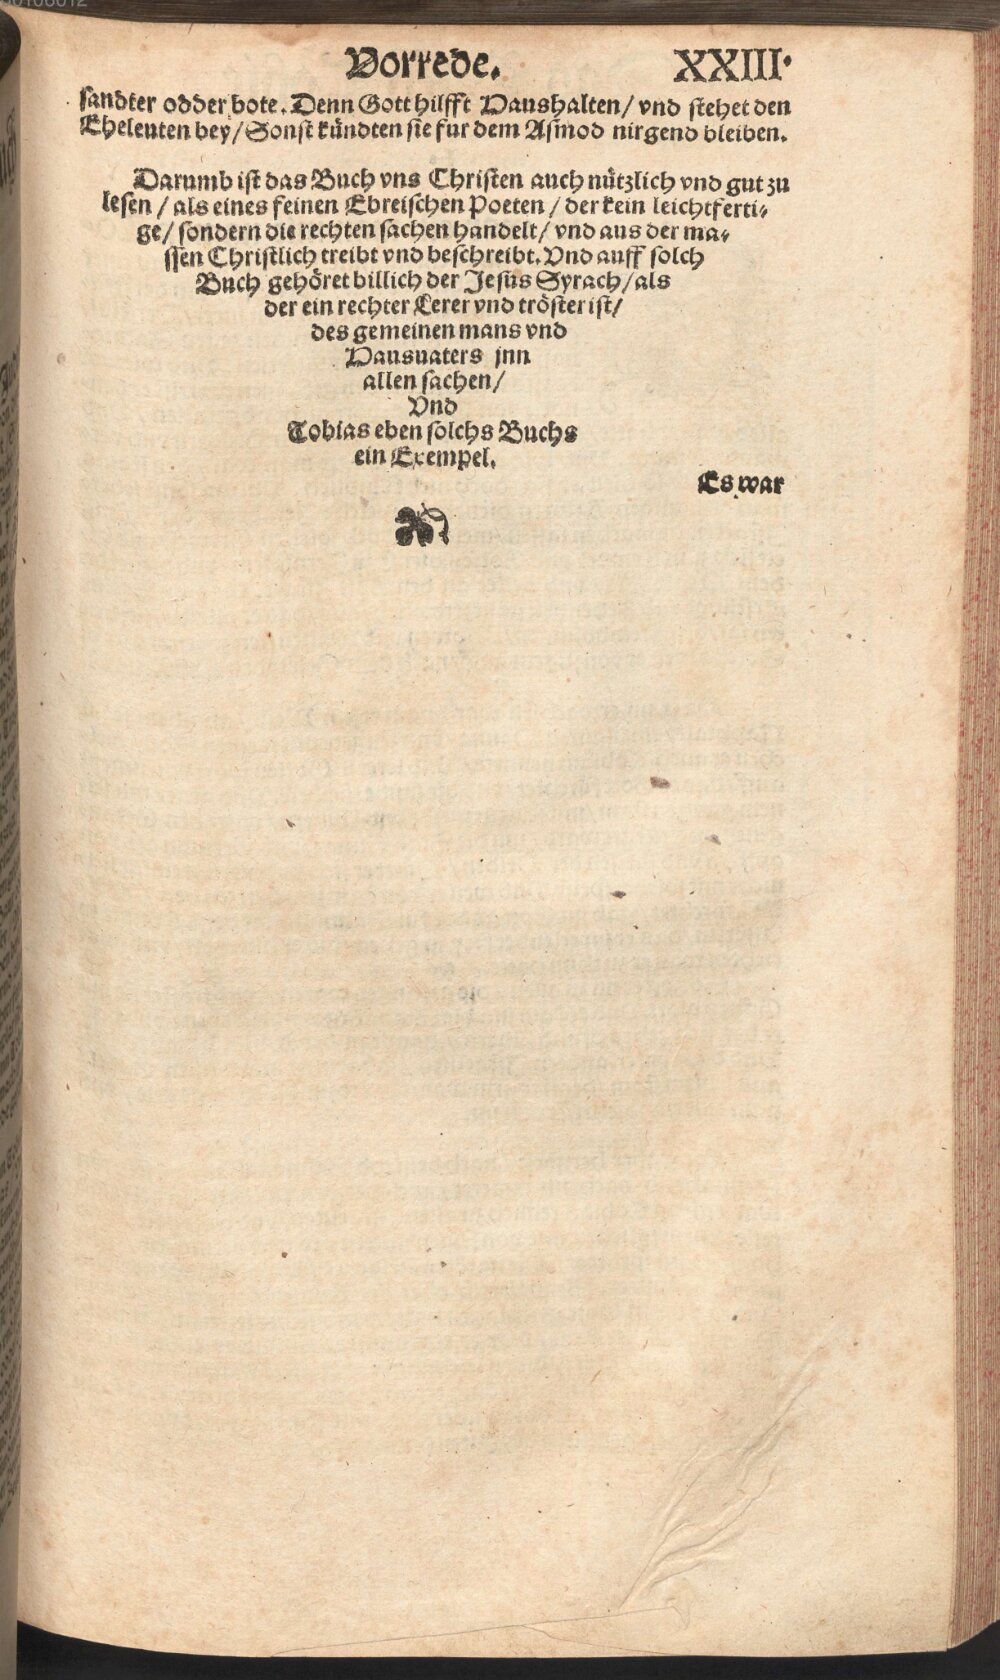 Vorrede. XXIII.
sandter odder bote. Denn Gott hilfft Haushalten/ vnd stehet den
Eheleuten bey/ Sonst kündten sie fur dem Asmod nirgend bleiben.
Darumb ist das Buch vns Christen auch nützlich vnd gut zu
lesen / als eines feinen Ebreischen Poeten / der kein leichtferti-
ge/ sondern die rechten sachen handelt/ vnd aus der ma-
ssen Christlich treibt vnd beschreibt. Vnd auff solch
Buch gehöret billich der Jesus Syrach/ als
der ein rechter Lerer vnd tröster ist/
des gemeinen mans vnd
Hausuaters jnn
allen sachen/
Vnd
Tobias eben solchs Buchs
ein Exempel.
Es war